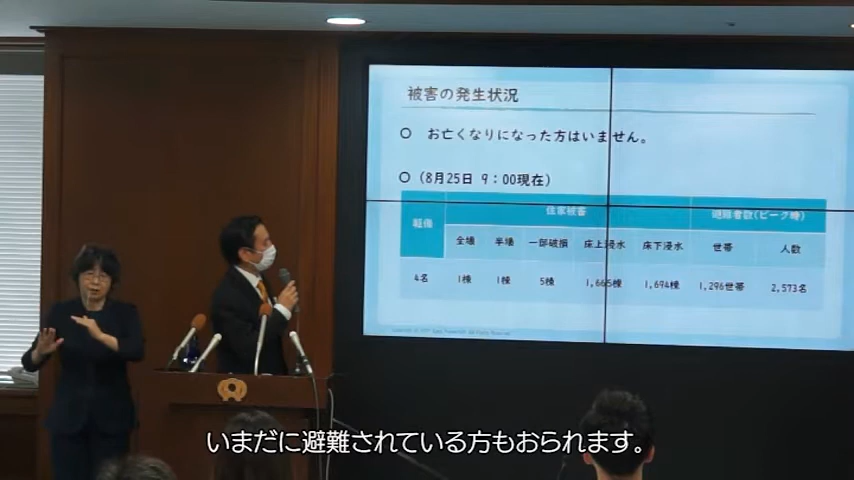 被害の発生状況
○ お亡くなりになった方はいません。
○ (8月25日 9:00現在)
軽傷 住家被害 避難者数(ピーク時)
全壊 半壊 一部破損 床上浸水 床下浸水 世帯 人数
4名 1棟 1棟 5棟 1,665棟 1,694棟 1,296世帯 2,573名
いまだに避難されている方もおられます。